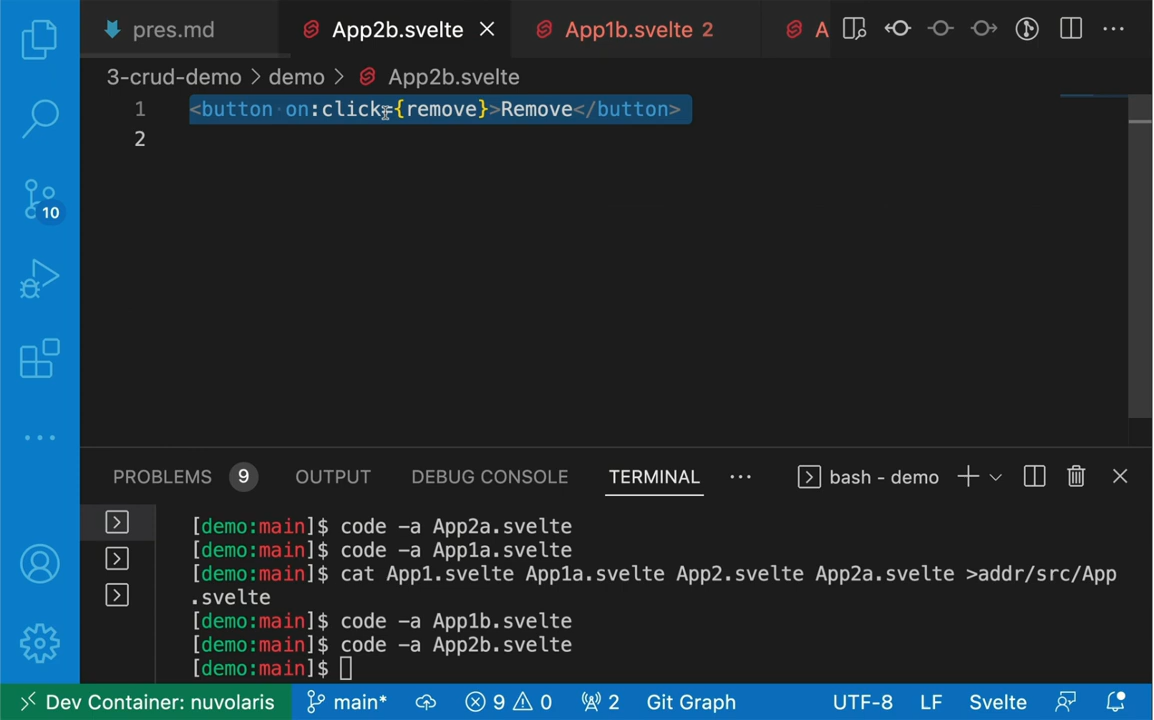 pres.md
App2b.svelte
App1b.svelte 2
A
3-crud-demo > demo > App2b.svelte
1 <button on:click={remove}>Remove</button>
2
10
PROBLEMS 9 OUTPUT DEBUG CONSOLE TERMINAL ··· bash - demo
[demo:main]$ code -a App2a.svelte
[demo:main]$ code -a App1a.svelte
[demo:main]$ cat App1.svelte App1a.svelte App2.svelte App2a.svelte >addr/src/App
.svelte
[demo:main]$ code -a App1b.svelte
[demo:main]$ code -a App2b.svelte
[demo:main]$
Dev Container: nuvolaris main* 9 0 2 Git Graph UTF-8 LF Svelte